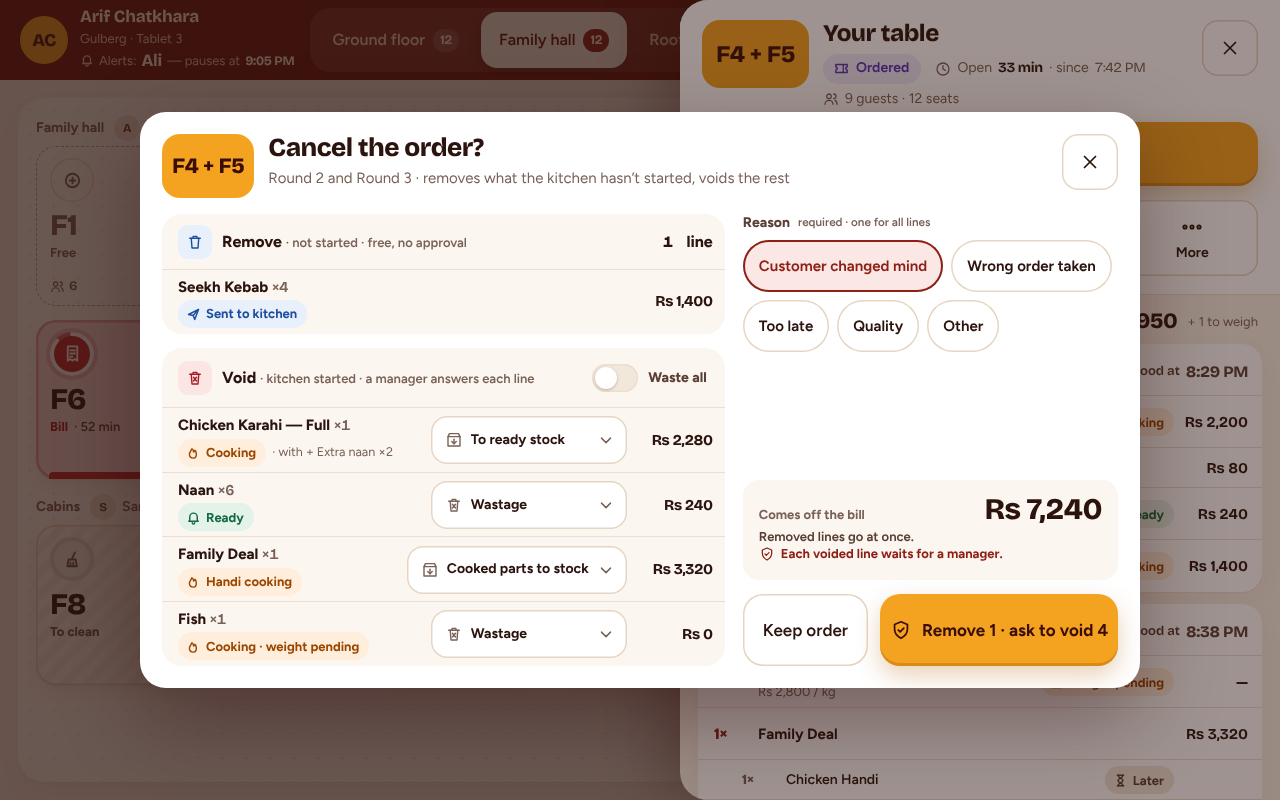 AC
Arif Chatkhara
Gulberg · Tablet 3
Alerts: Ali — pauses at 9:05 PM
Ground floor 12
Family hall 12
F4 + F5
Your table
Ordered
Open 33 min · since 7:42 PM
9 guests · 12 seats
More
950 + 1 to weigh
8:29 PM
Rs 2,200
Rs 80
Rs 240
Rs 1,400
8:38 PM
Rs 2,800 / kg
—
1× Family Deal Rs 3,320
1× Chicken Handi Later
Family hall A
F1
Free
6
F6
Bill · 52 min
Cabins S
F8
To clean
F4 + F5
Cancel the order?
Round 2 and Round 3 · removes what the kitchen hasn't started, voids the rest
Remove · not started · free, no approval 1 line
Seekh Kebab ×4
Sent to kitchen
Rs 1,400
Void · kitchen started · a manager answers each line Waste all
Chicken Karahi — Full ×1
Cooking · with + Extra naan ×2
To ready stock
Rs 2,280
Naan ×6
Ready
Wastage
Rs 240
Family Deal ×1
Handi cooking
Cooked parts to stock
Rs 3,320
Fish ×1
Cooking · weight pending
Wastage
Rs 0
Reason required · one for all lines
Customer changed mind
Wrong order taken
Too late
Quality
Other
Comes off the bill Rs 7,240
Removed lines go at once.
Each voided line waits for a manager.
Keep order
Remove 1 · ask to void 4